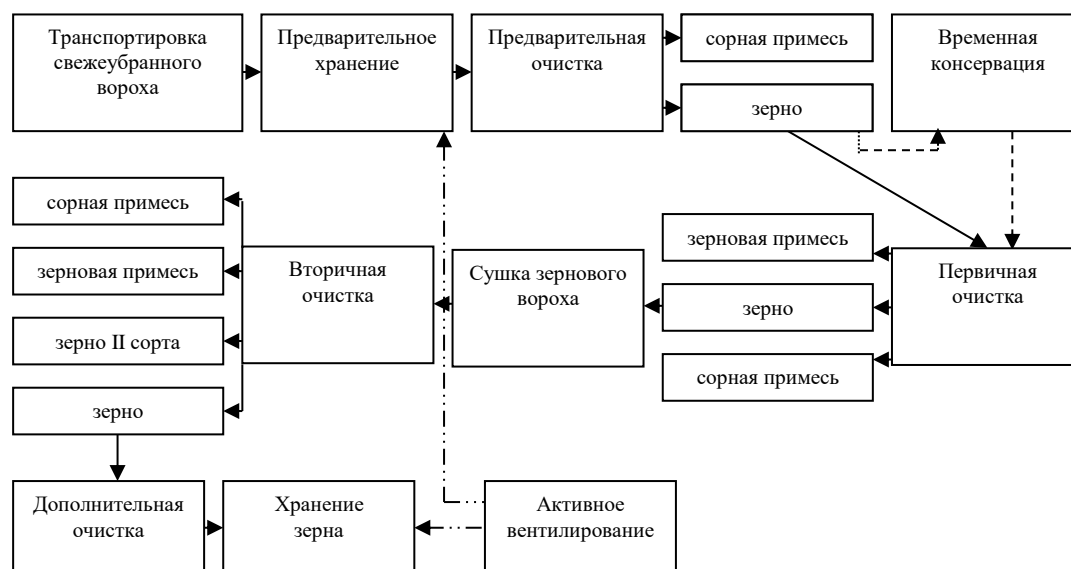 Транспортировка
свежеубранного
вороха
Предварительное
хранение
Предварительная
очистка
сорная примесь
зерно
Временная
консервация
сорная примесь
зерновая примесь
зерно II сорта
зерно
Вторичная
очистка
Сушка зернового
вороха
зерновая примесь
зерно
сорная примесь
Первичная
очистка
Дополнительная
очистка
Хранение
зерна
Активное
вентилирование